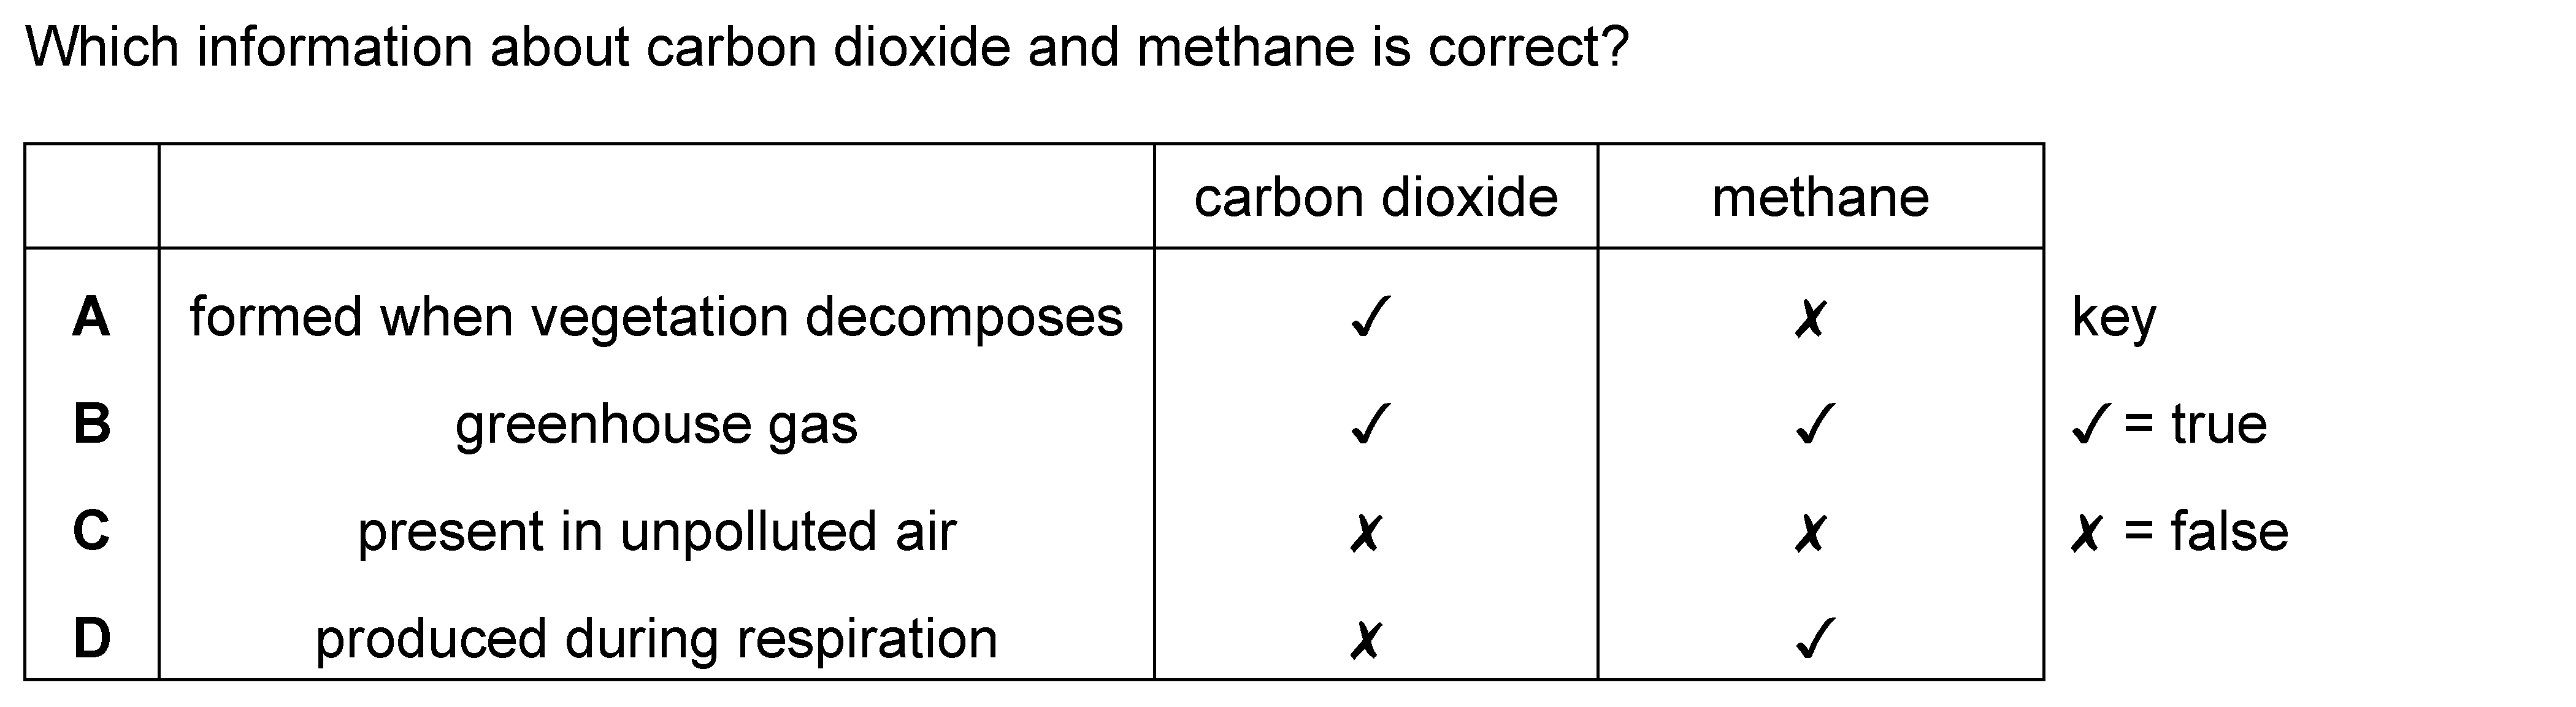 Which information about carbon dioxide and methane is correct?
carbon dioxide methane
A formed when vegetation decomposes ✓ ✗ key
B greenhouse gas ✓ ✓ ✓ = true
C present in unpolluted air ✗ ✗ ✗ = false
D produced during respiration ✗ ✓